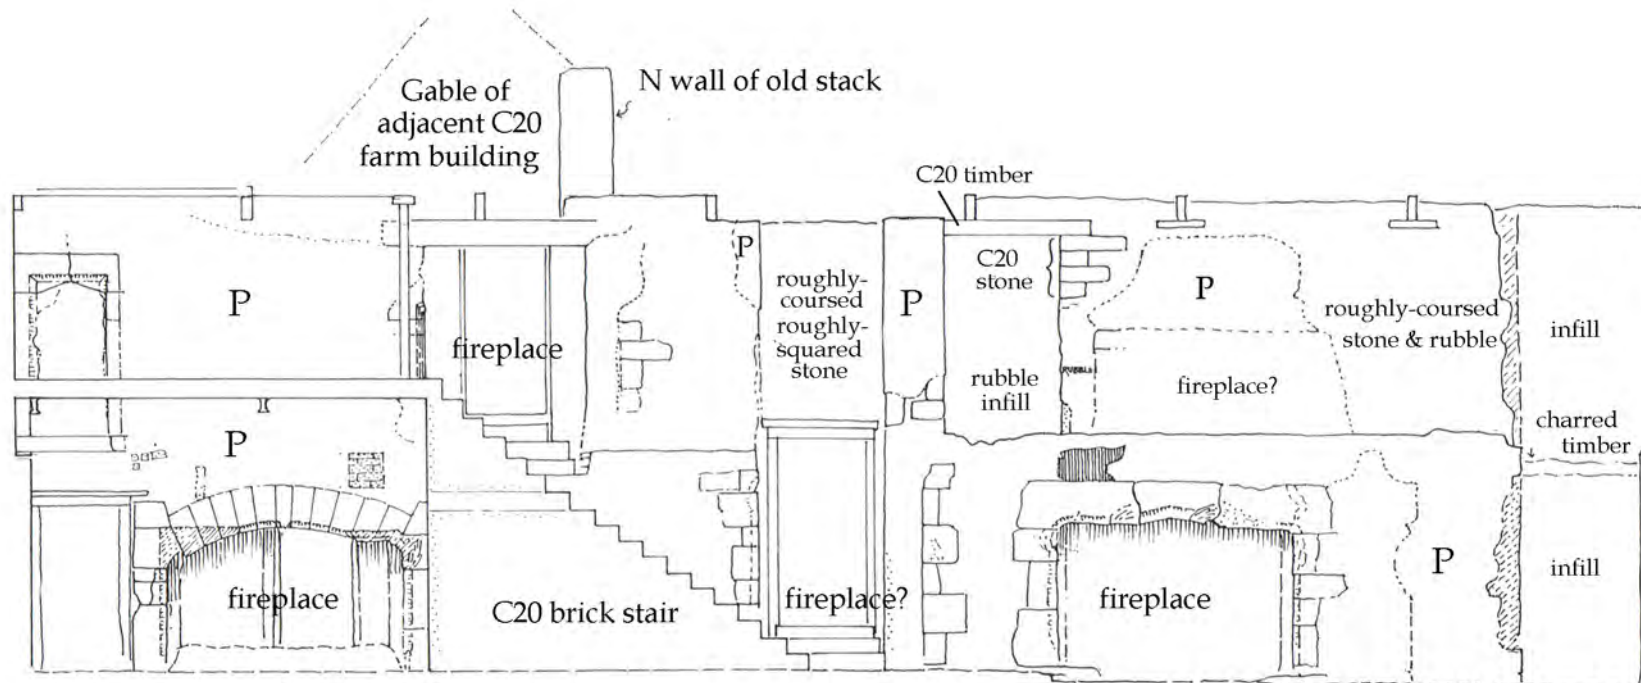 Gable of
adjacent C20
farm building
N wall of old stack
C20 timber
P
P
roughly-
coursed
roughly-
squared
stone
P
C20
stone
rubble
infill
RUBBLE
P
fireplace?
roughly-coursed
stone & rubble
infill
fireplace
charred
timber
P
fireplace
C20 brick stair
fireplace?
fireplace
P
infill